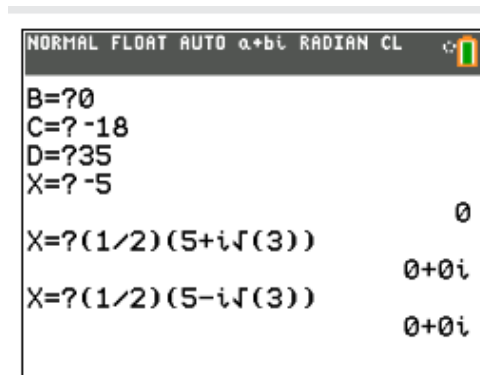 NORMAL FLOAT AUTO a+bi RADIAN CL
B=?0
C=?-18
D=?35
X=?-5
0
X=?(1/2)(5+i√(3))
0+0i
X=?(1/2)(5-i√(3))
0+0i